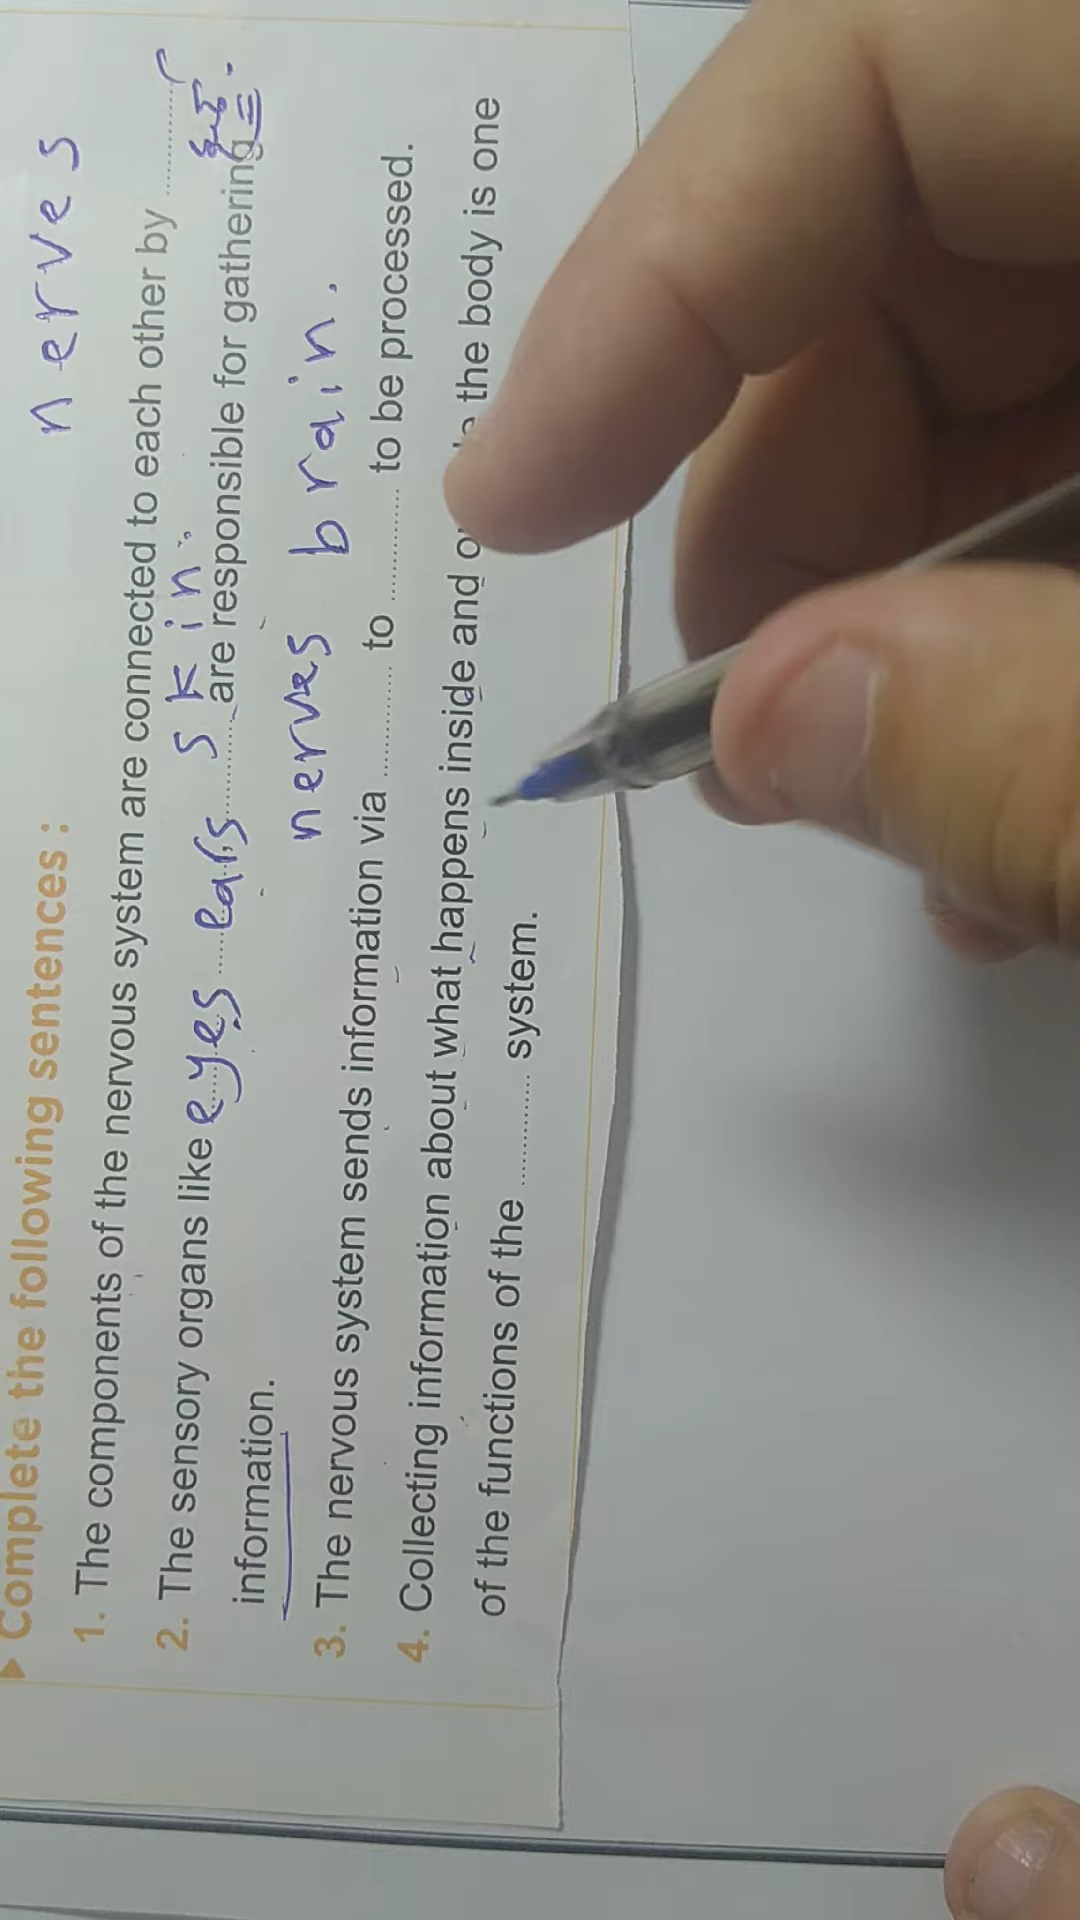 Complete the following sentences :
nerves
1. The components of the nervous system are connected to each other by ..........
2. The sensory organs like eyes ears skin are responsible for gathering
information.
nerves brain.
3. The nervous system sends information via .......... to .......... to be processed.
4. Collecting information about what happens inside and the body is one
of the functions of the .......... system.